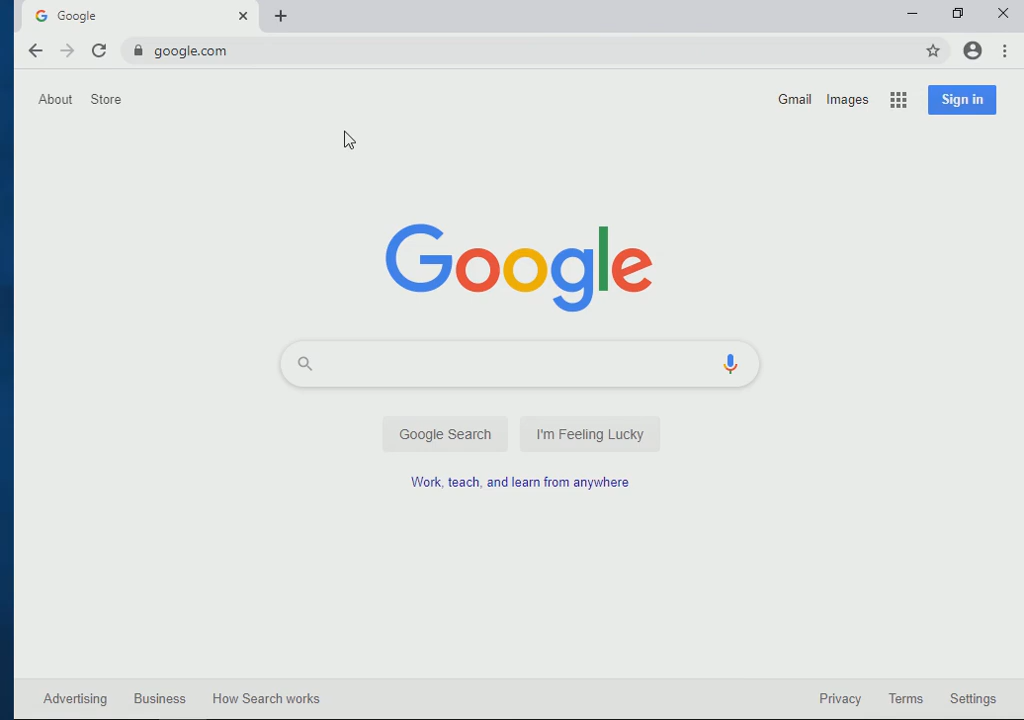 Google
google.com
About Store Gmail Images Sign in
Google
Google Search I'm Feeling Lucky
Work, teach, and learn from anywhere
Advertising Business How Search works Privacy Terms Settings